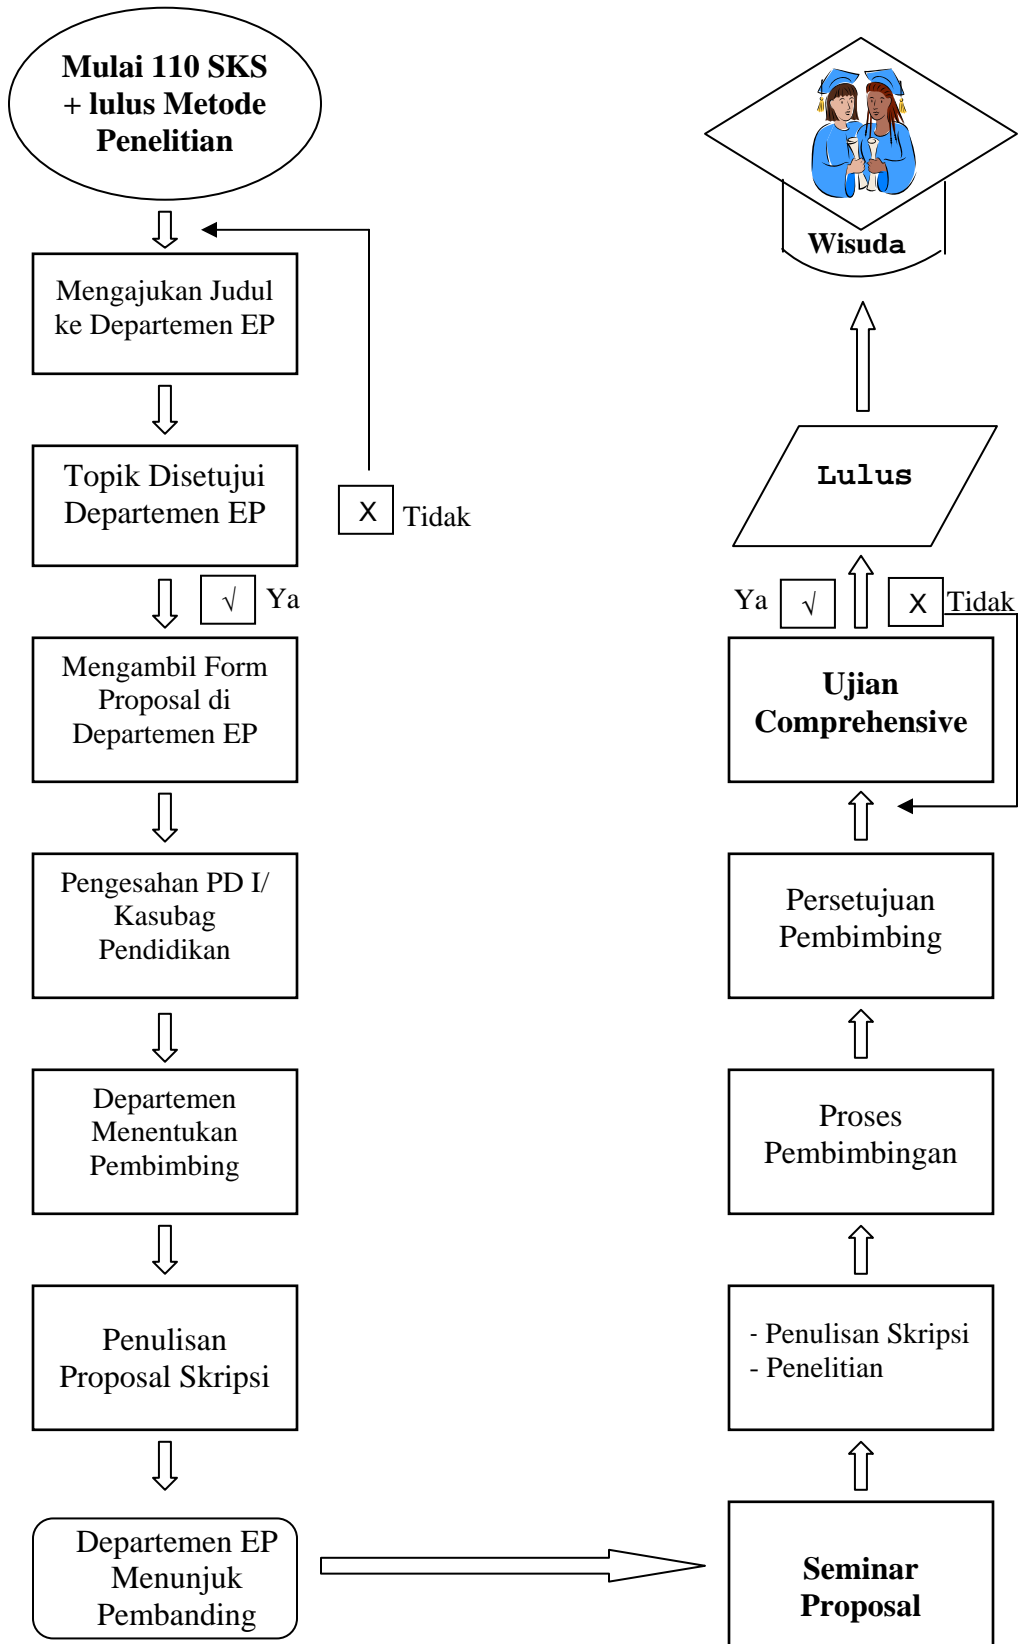 Mulai 110 SKS
+ lulus Metode
Penelitian
Mengajukan Judul
ke Departemen EP
Topik Disetujui
Departemen EP
X Tidak
√ Ya
Mengambil Form
Proposal di
Departemen EP
Pengesahan PD I/
Kasubag
Pendidikan
Departemen
Menentukan
Pembimbing
Penulisan
Proposal Skripsi
Departemen EP
Menunjuk
Pembanding
Seminar
Proposal
- Penulisan Skripsi
- Penelitian
Proses
Pembimbingan
Persetujuan
Pembimbing
Ujian
Comprehensive
Ya √
X Tidak
Lulus
Wisuda